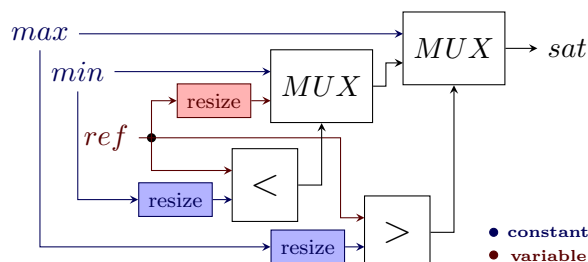 max
MUX
sat
min
MUX
resize
ref
<
resize
>
resize
constant
variable